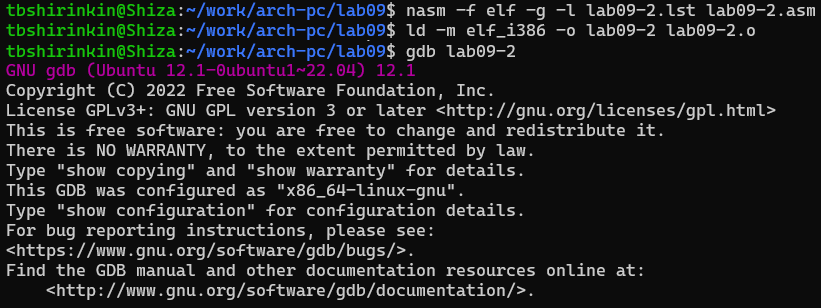 tbshirinkin@Shiza:~/work/arch-pc/lab09$ nasm -f elf -g -l lab09-2.lst lab09-2.asm
tbshirinkin@Shiza:~/work/arch-pc/lab09$ ld -m elf_i386 -o lab09-2 lab09-2.o
tbshirinkin@Shiza:~/work/arch-pc/lab09$ gdb lab09-2
GNU gdb (Ubuntu 12.1-0ubuntu1~22.04) 12.1
Copyright (C) 2022 Free Software Foundation, Inc.
License GPLv3+: GNU GPL version 3 or later <http://gnu.org/licenses/gpl.html>
This is free software: you are free to change and redistribute it.
There is NO WARRANTY, to the extent permitted by law.
Type "show copying" and "show warranty" for details.
This GDB was configured as "x86_64-linux-gnu".
Type "show configuration" for configuration details.
For bug reporting instructions, please see:
<https://www.gnu.org/software/gdb/bugs/>.
Find the GDB manual and other documentation resources online at:
    <http://www.gnu.org/software/gdb/documentation/>.